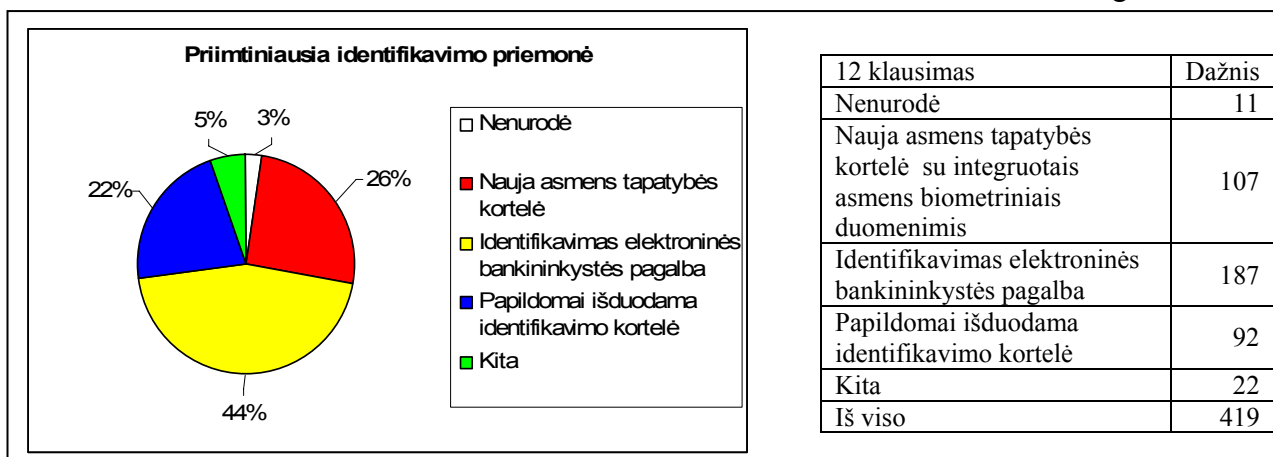 Priimtiniausia identifikavimo priemonė
5%
3%
26%
22%
44%
Nenurodė
Nauja asmens tapatybės
kortelė
Identifikavimas elektroninės
bankininkystės pagalba
Papildomai išduodama
identifikavimo kortelė
Kita
12 klausimas Dažnis
Nenurodė 11
Nauja asmens tapatybės
kortelė su integruotais
asmens biometriniais
duomenimis
107
Identifikavimas elektroninės
bankininkystės pagalba
187
Papildomai išduodama
identifikavimo kortelė
92
Kita 22
Iš viso 419